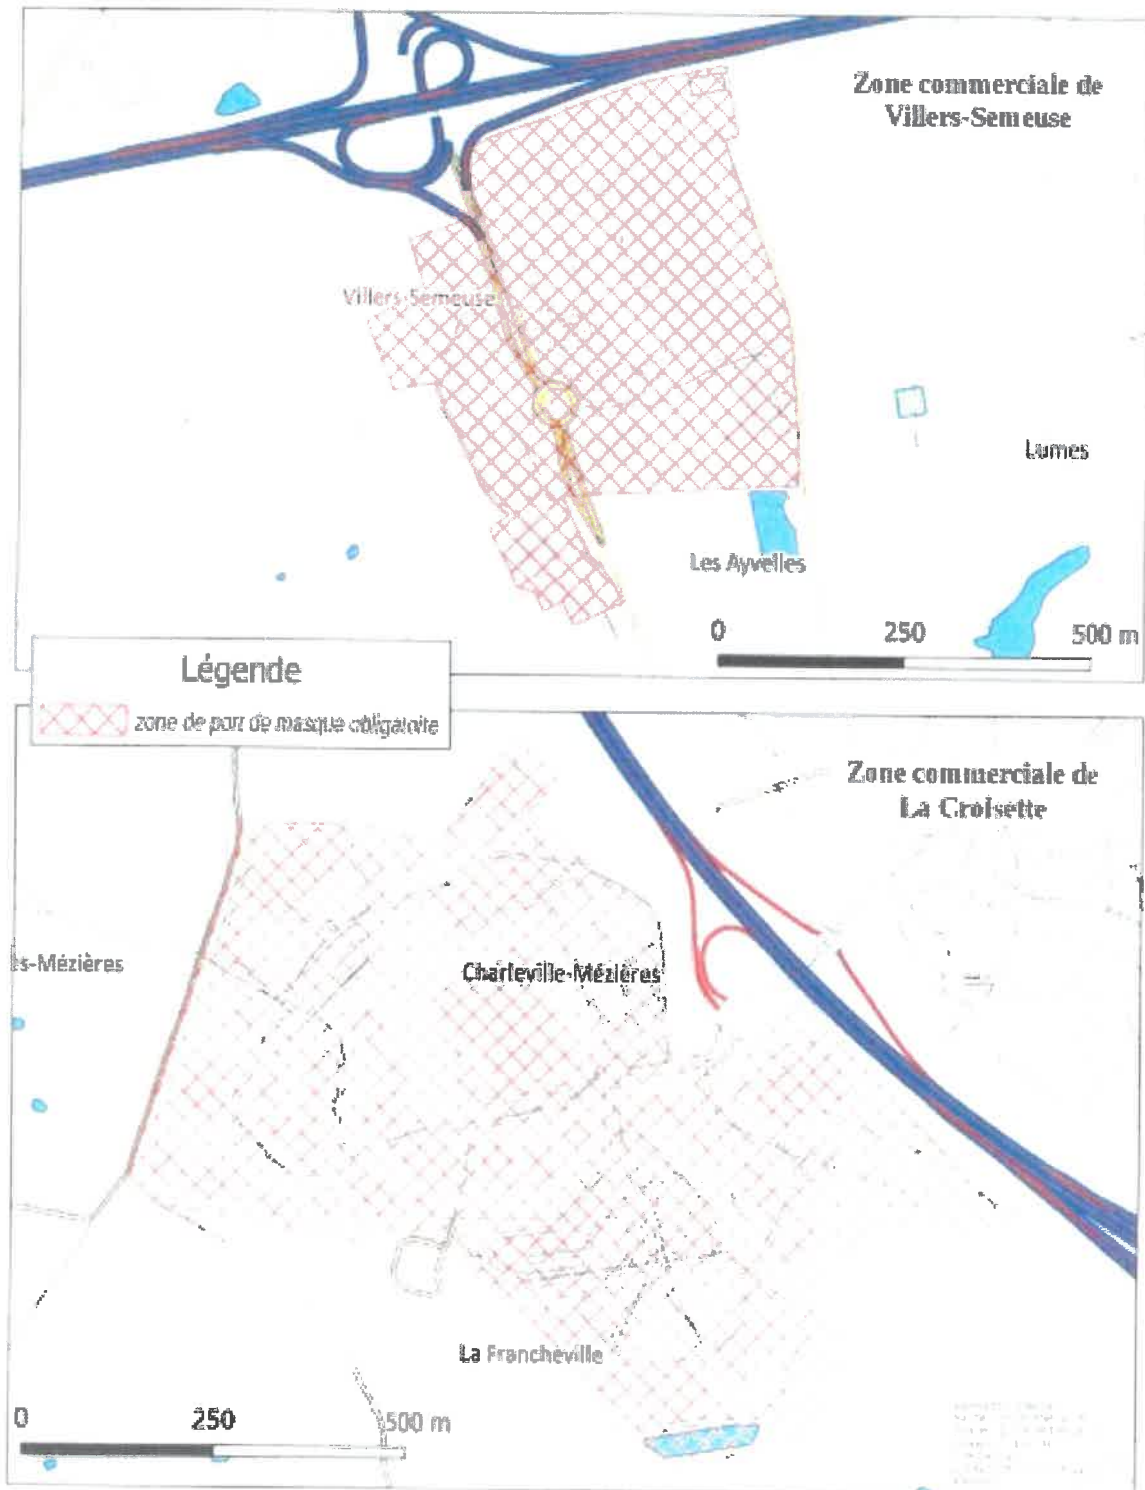 Zone commerciale de
Villers-Semeuse
Villers-Semeuse
Lumes
Les Ayvelles
0 250 500 m
Légende
zone de port de masque obligatoire
Zone commerciale de
La Croisette
es-Mézières
Charleville-Mézières
La Francheville
0 250 500 m